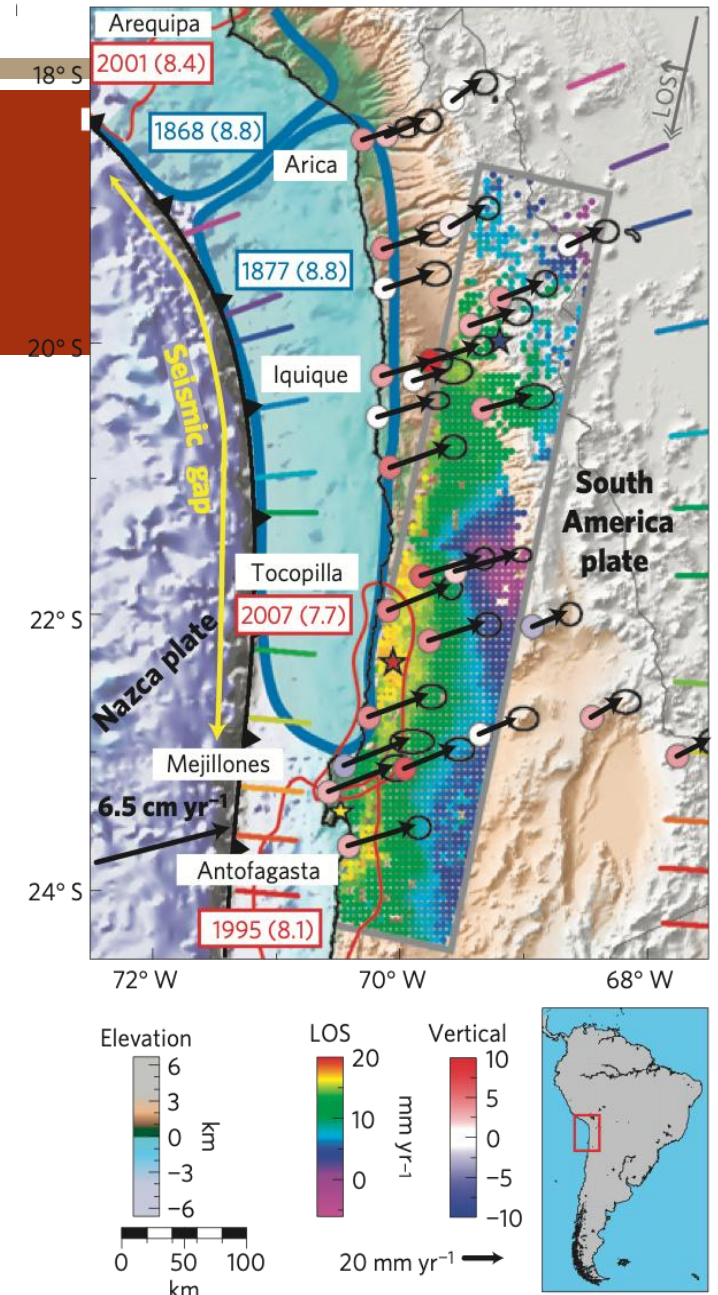 Arequipa
2001 (8.4)
18° S
LOS
1868 (8.8)
Arica
1877 (8.8)
20° S
Iquique
Seismic gap
South
America
plate
Tocopilla
2007 (7.7)
22° S
Nazca plate
Mejillones
6.5 cm yr⁻¹
Antofagasta
24° S
1995 (8.1)
72° W
70° W
68° W
Elevation
6
3
0
−3
−6
km
0
50
100
km
LOS
20
10
0
mm yr⁻¹
Vertical
10
5
0
−5
−10
20 mm yr⁻¹